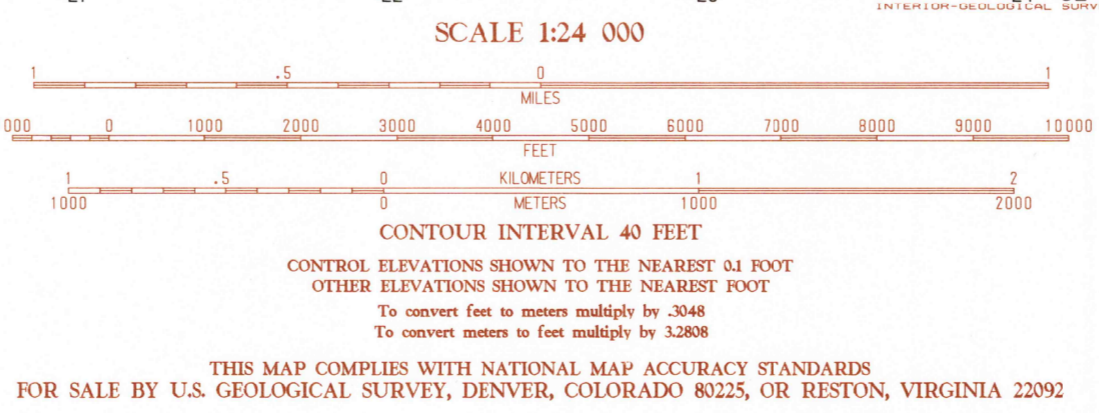 INTERIOR-GEOLOGICAL SURV
SCALE 1:24 000
1 .5 0 1
MILES
000 0 1000 2000 3000 4000 5000 6000 7000 8000 9000 10 000
FEET
1 .5 0 KILOMETERS 1 2
1000 0 METERS 1000 2000
CONTOUR INTERVAL 40 FEET
CONTROL ELEVATIONS SHOWN TO THE NEAREST 0.1 FOOT
OTHER ELEVATIONS SHOWN TO THE NEAREST FOOT
To convert feet to meters multiply by .3048
To convert meters to feet multiply by 3.2808
THIS MAP COMPLIES WITH NATIONAL MAP ACCURACY STANDARDS
FOR SALE BY U.S. GEOLOGICAL SURVEY, DENVER, COLORADO 80225, OR RESTON, VIRGINIA 22092